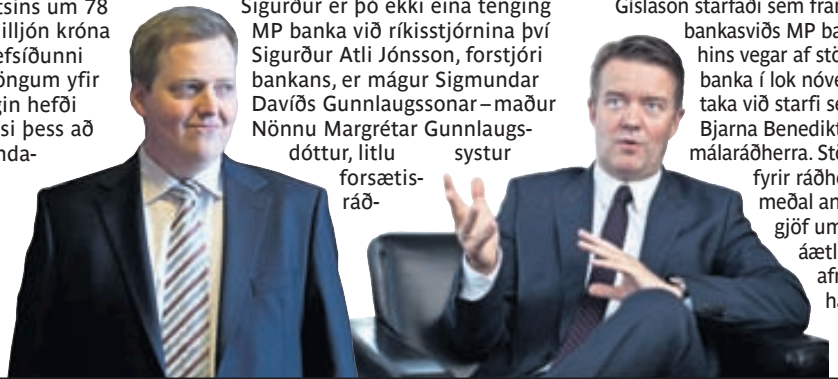 tsins um 78
illjón króna
efsíðunni
öngum yfir
gin hefði
si þess að
nda-
Sigurður er þó ekki eina tenging
MP banka við ríkisstjórnina því
Sigurður Atli Jónsson, forstjóri
bankans, er mágur Sigmundar
Davíðs Gunnlaugssonar – maður
Nönnu Margrétar Gunnlaugs-
dóttur, litlu systur
forsætis-
ráð-
Gíslason starfaði sem fram
bankasviðs MP ba
hins vegar af stö
banka í lok nóve
taka við starfi se
Bjarna Benedikt
málaráðherra. Stö
fyrir ráðhe
meðal an
gjöf um
áætl
afr
ha